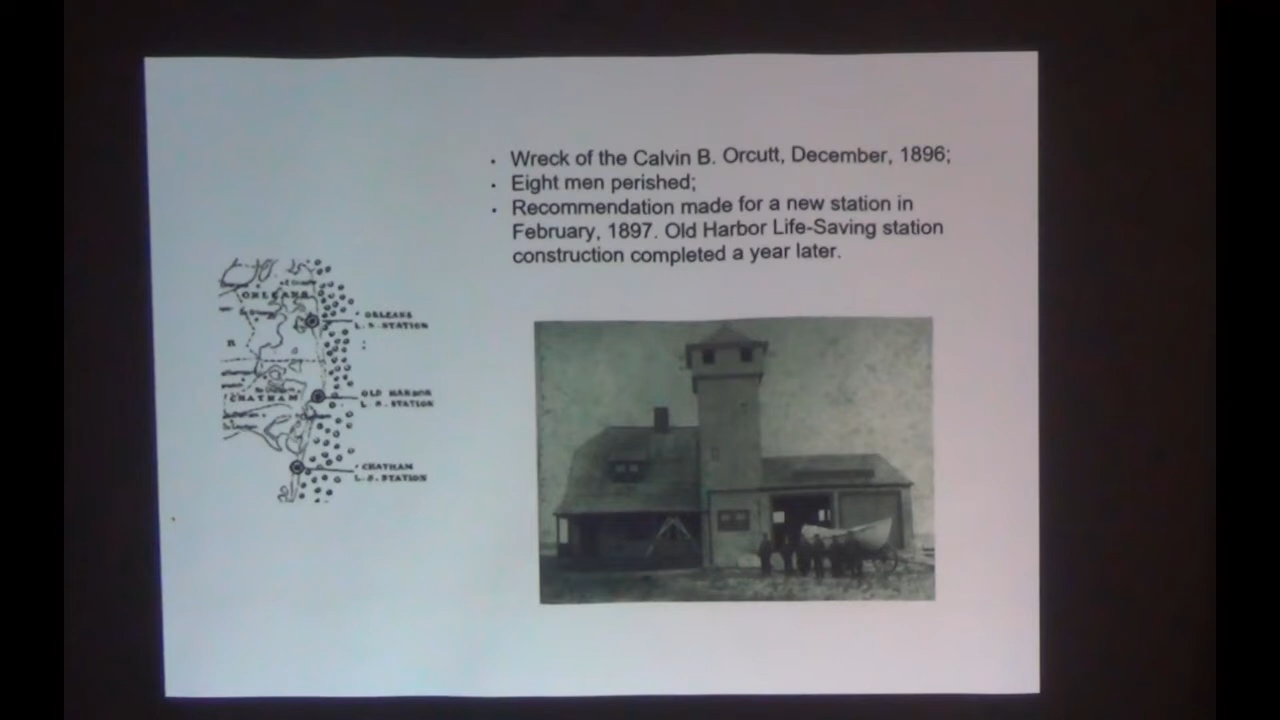 • Wreck of the Calvin B. Orcutt, December, 1896;
• Eight men perished;
• Recommendation made for a new station in
February, 1897. Old Harbor Life-Saving station
construction completed a year later.
ORLEANS
ORLEANS
L. S. STATION
CHATHAM
OLD HARBOR
L. S. STATION
CHATHAM
L. S. STATION